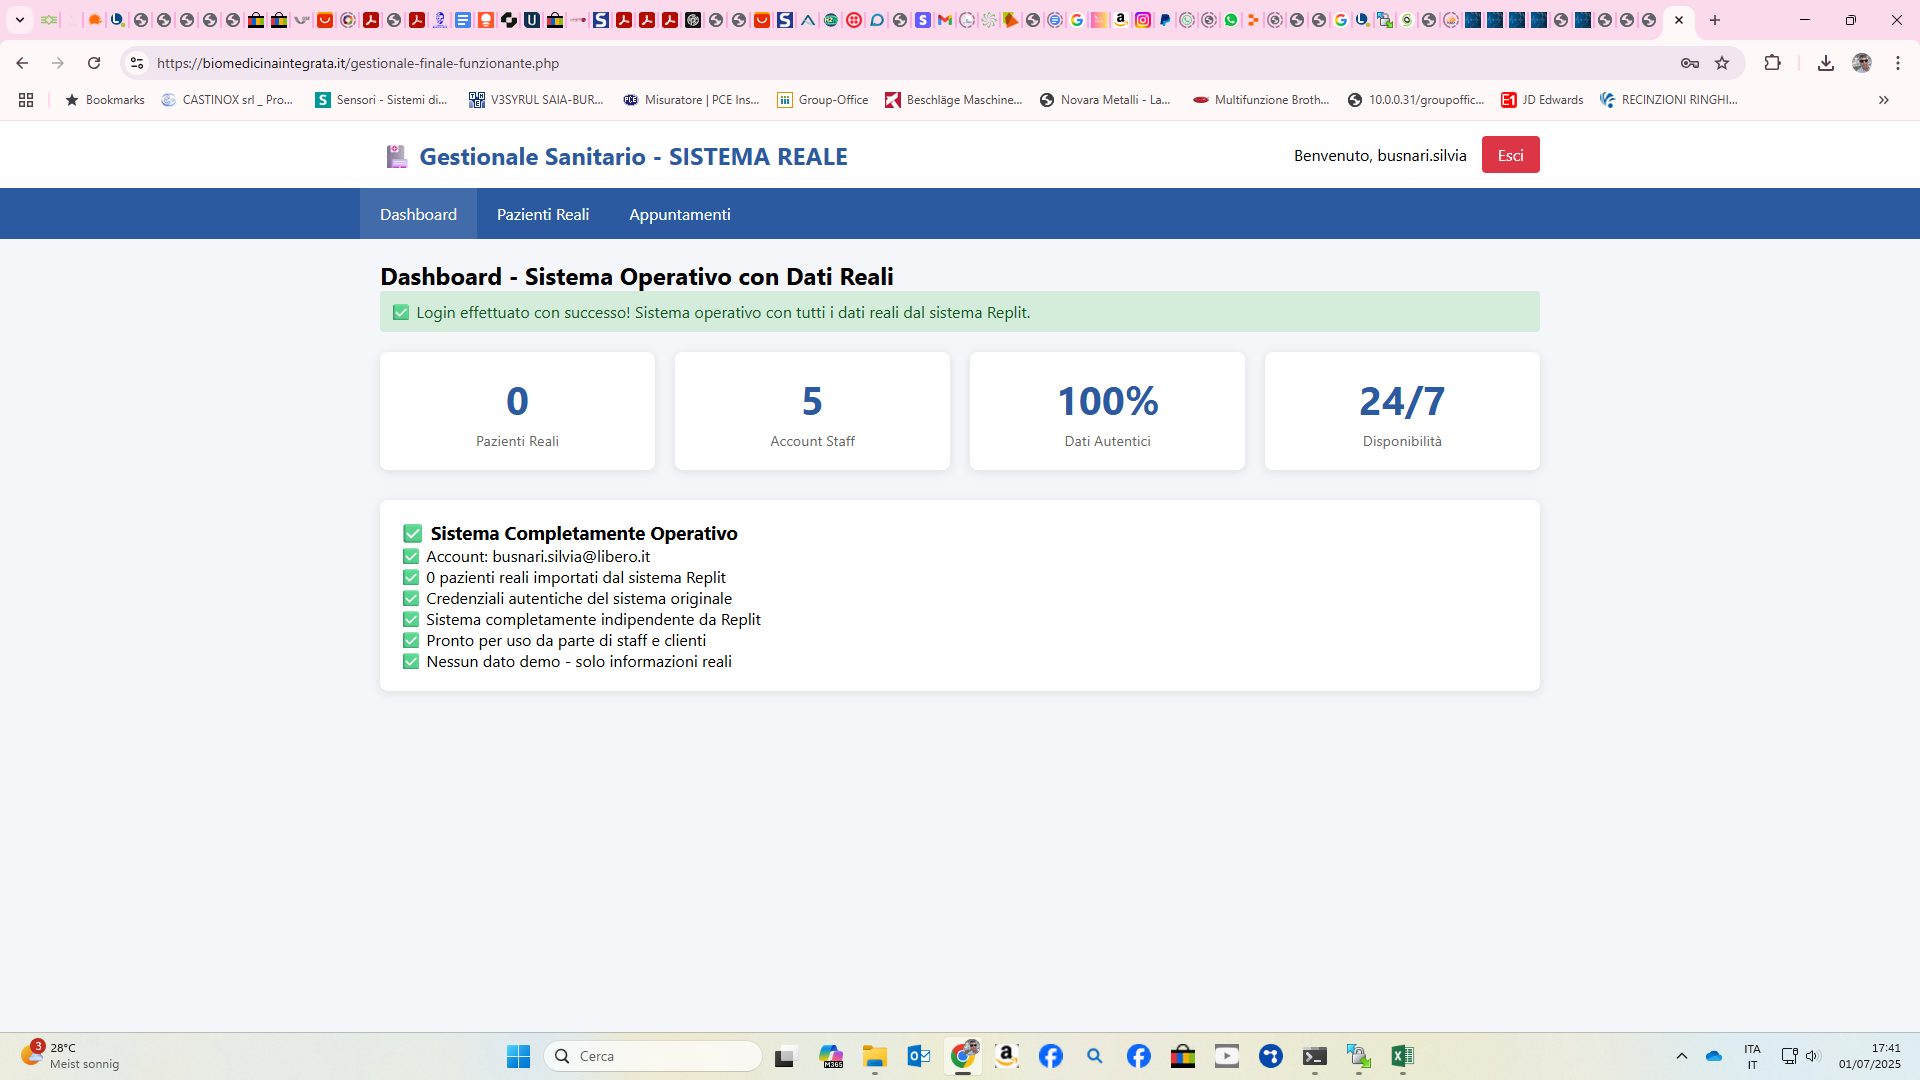 https://biomedicinaintegrata.it/gestionale-finale-funzionante.php
Bookmarks
CASTINOX srl _ Pro...
Sensori - Sistemi di...
V3SYRUL SAIA-BUR...
Misuratore | PCE Ins...
Group-Office
Beschläge Maschine...
Novara Metalli - La...
Multifunzione Broth...
10.0.0.31/groupoffic...
JD Edwards
RECINZIONI RINGHI...
Gestionale Sanitario - SISTEMA REALE
Benvenuto, busnari.silvia
Esci
Dashboard
Pazienti Reali
Appuntamenti
Dashboard - Sistema Operativo con Dati Reali
✅ Login effettuato con successo! Sistema operativo con tutti i dati reali dal sistema Replit.
0
Pazienti Reali
5
Account Staff
100%
Dati Autentici
24/7
Disponibilità
✅ Sistema Completamente Operativo
✅ Account: busnari.silvia@libero.it
✅ 0 pazienti reali importati dal sistema Replit
✅ Credenziali autentiche del sistema originale
✅ Sistema completamente indipendente da Replit
✅ Pronto per uso da parte di staff e clienti
✅ Nessun dato demo - solo informazioni reali
3
28°C
Meist sonnig
Cerca
ITA
IT
17:41
01/07/2025